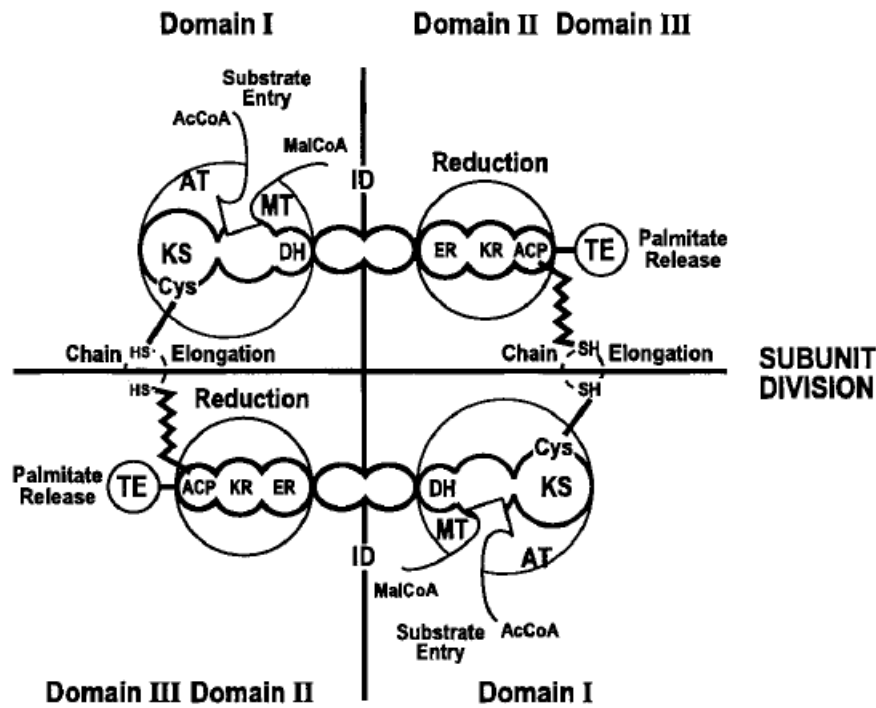 Domain I
Domain II Domain III
Substrate
Entry
AcCoA
MalCoA
AT
MT
ID
Reduction
KS
DH
ER
KR
ACP
TE
Palmitate
Release
Cys
Chain
HS
Elongation
Chain
SH
Elongation
SUBUNIT
DIVISION
HS
Reduction
SH
Cys
Palmitate
Release
TE
ACP
KR
ER
DH
KS
MT
AT
ID
MalCoA
Substrate
Entry
AcCoA
Domain III Domain II
Domain I